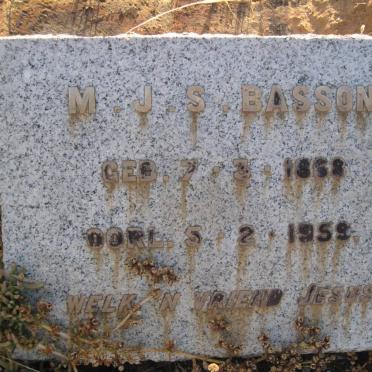 M. J. S. BASSON
GEB. 7 - 3 - 1868
OORL. 5 - 2 - 1959.
WELK 'N VRIEND JESUS